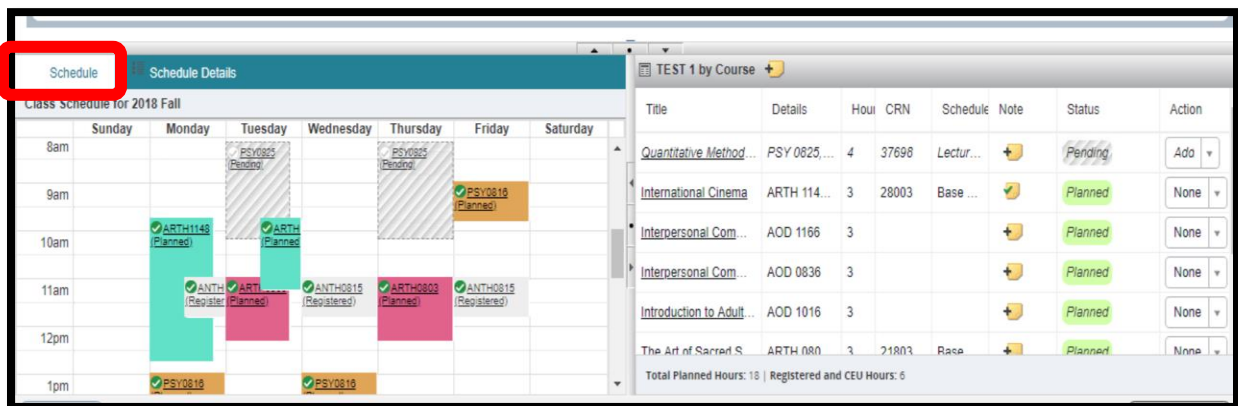 Schedule
Schedule Details
Class Schedule for 2018 Fall
Sunday Monday Tuesday Wednesday Thursday Friday Saturday
8am
PSY0825
(Pending)
PSY0825
(Pending)
9am
PSY0816
(Planned)
10am
ARTH1148
(Planned)
ARTH
(Planned
11am
ANTH
(Register
ARTH
(Planned)
ANTH0815
(Registered)
ARTH0803
(Planned)
ANTH0815
(Registered)
12pm
1pm
PSY0816
PSY0816
TEST 1 by Course
Title Details Hour CRN Schedule Note Status Action
Quantitative Method... PSY 0825,... 4 37698 Lectur... Pending Add
International Cinema ARTH 114... 3 28003 Base ... Planned None
Interpersonal Com... AOD 1166 3 Planned None
Interpersonal Com... AOD 0836 3 Planned None
Introduction to Adult... AOD 1016 3 Planned None
The Art of Sacred S ARTH 080 3 21803 Base Planned None
Total Planned Hours: 18 | Registered and CEU Hours: 6